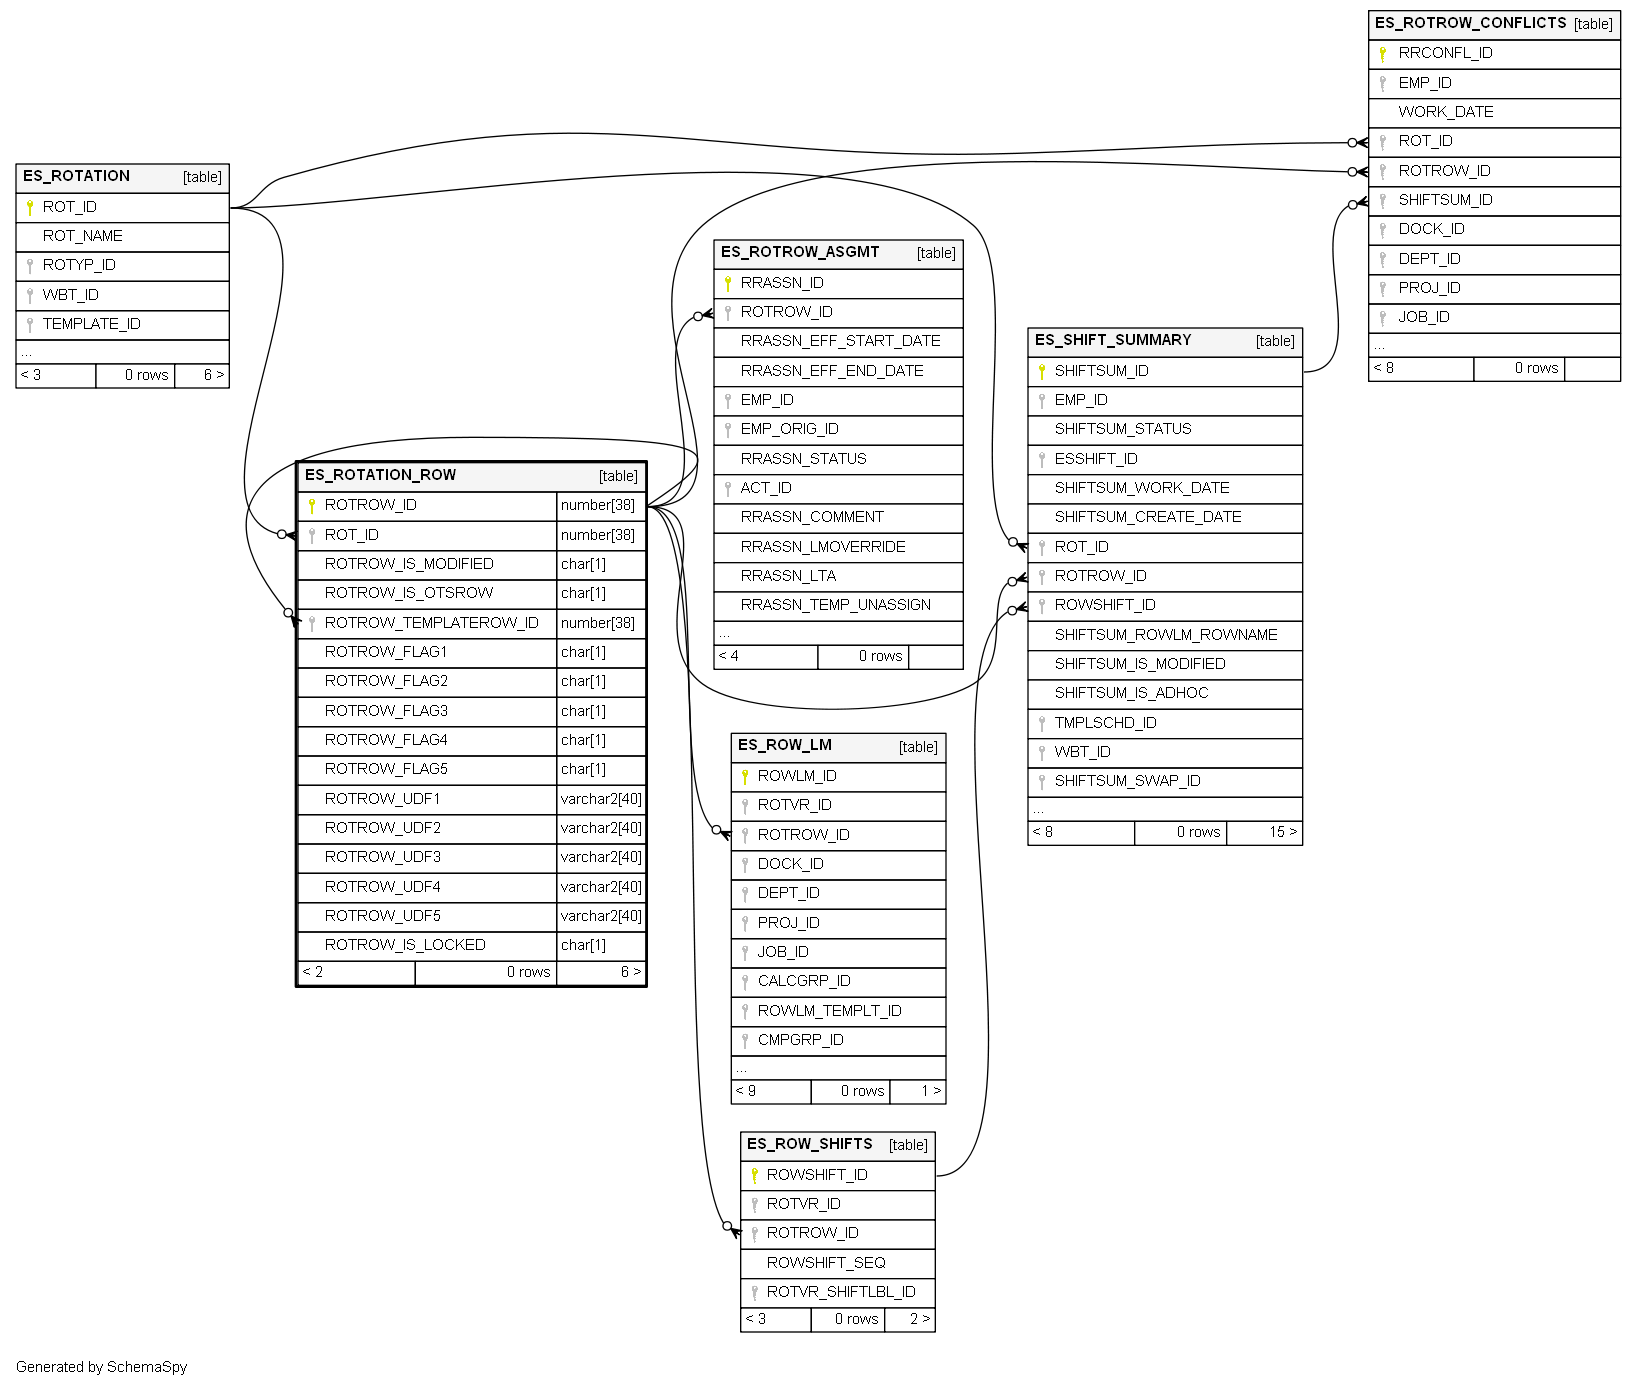 ES_ROTROW_CONFLICTS [table]
RRCONFL_ID
EMP_ID
WORK_DATE
ROT_ID
ROTROW_ID
SHIFTSUM_ID
DOCK_ID
DEPT_ID
PROJ_ID
JOB_ID
...
< 8 0 rows
ES_ROTATION [table]
ROT_ID
ROT_NAME
ROTYP_ID
WBT_ID
TEMPLATE_ID
...
< 3 0 rows 6 >
ES_ROTROW_ASGMT [table]
RRASSN_ID
ROTROW_ID
RRASSN_EFF_START_DATE
RRASSN_EFF_END_DATE
EMP_ID
EMP_ORIG_ID
RRASSN_STATUS
ACT_ID
RRASSN_COMMENT
RRASSN_LMOVERRIDE
RRASSN_LTA
RRASSN_TEMP_UNASSIGN
...
< 4 0 rows
ES_SHIFT_SUMMARY [table]
SHIFTSUM_ID
EMP_ID
SHIFTSUM_STATUS
ESSHIFT_ID
SHIFTSUM_WORK_DATE
SHIFTSUM_CREATE_DATE
ROT_ID
ROTROW_ID
ROWSHIFT_ID
SHIFTSUM_ROWLM_ROWNAME
SHIFTSUM_IS_MODIFIED
SHIFTSUM_IS_ADHOC
TMPLSCHD_ID
WBT_ID
SHIFTSUM_SWAP_ID
...
< 8 0 rows 15 >
ES_ROTATION_ROW [table]
ROTROW_ID number[38]
ROT_ID number[38]
ROTROW_IS_MODIFIED char[1]
ROTROW_IS_OTSROW char[1]
ROTROW_TEMPLATEROW_ID number[38]
ROTROW_FLAG1 char[1]
ROTROW_FLAG2 char[1]
ROTROW_FLAG3 char[1]
ROTROW_FLAG4 char[1]
ROTROW_FLAG5 char[1]
ROTROW_UDF1 varchar2[40]
ROTROW_UDF2 varchar2[40]
ROTROW_UDF3 varchar2[40]
ROTROW_UDF4 varchar2[40]
ROTROW_UDF5 varchar2[40]
ROTROW_IS_LOCKED char[1]
< 2 0 rows 6 >
ES_ROW_LM [table]
ROWLM_ID
ROTVR_ID
ROTROW_ID
DOCK_ID
DEPT_ID
PROJ_ID
JOB_ID
CALCGRP_ID
ROWLM_TEMPLT_ID
CMPGRP_ID
...
< 9 0 rows 1 >
ES_ROW_SHIFTS [table]
ROWSHIFT_ID
ROTVR_ID
ROTROW_ID
ROWSHIFT_SEQ
ROTVR_SHIFTLBL_ID
< 3 0 rows 2 >
Generated by SchemaSpy